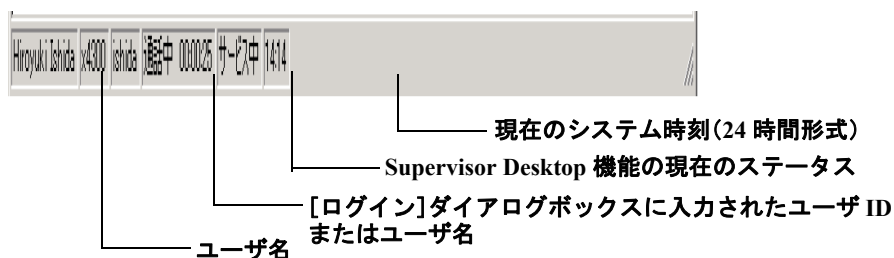 Hiroyuki Ishida x4300 ishida 通話中 00:00:25 サービス中 14:14
現在のシステム時刻(24 時間形式)
Supervisor Desktop 機能の現在のステータス
[ログイン]ダイアログボックスに入力されたユーザ ID
またはユーザ名
ユーザ名